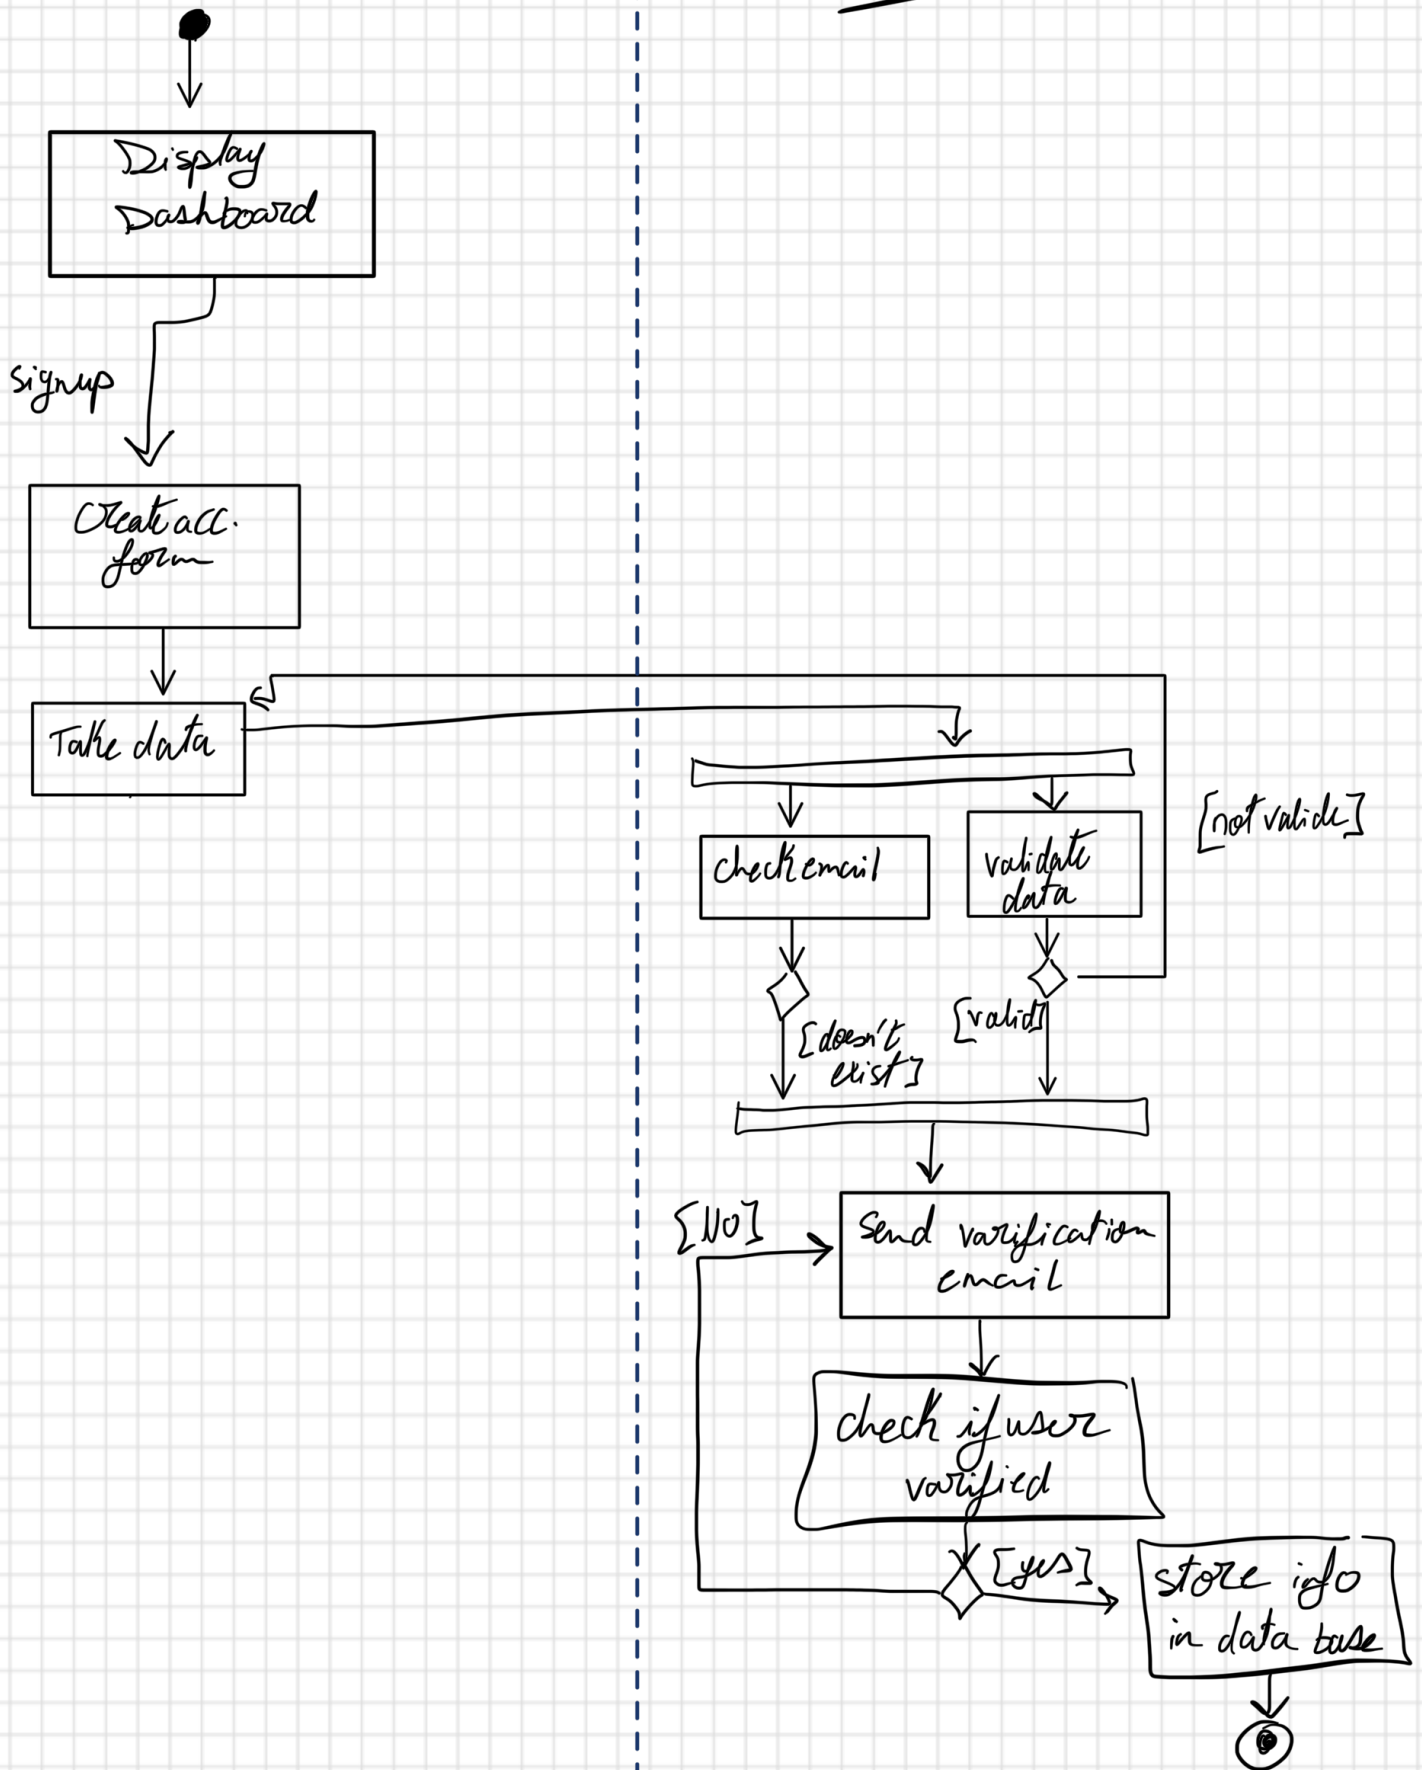 Display
Dashboard
signup
Create acc.
form
Take data
check email
validate
data
[not valide]
[doesn't
exist]
[valid]
[NO]
Send varification
email
check if user
varified
[yes]
store info
in data base